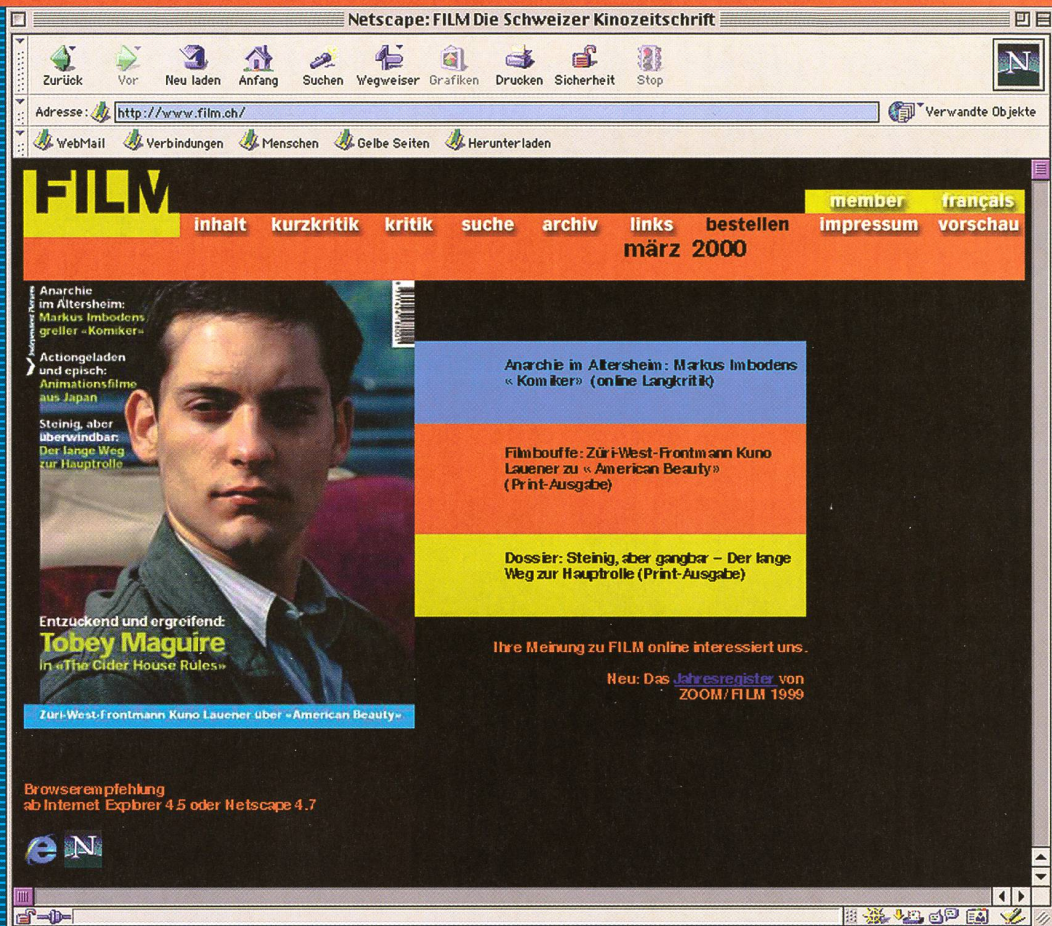 Netscape: FILM Die Schweizer Kinozeitschrift
Zurück Vor Neu laden Anfang Suchen Wegweiser Grafiken Drucken Sicherheit Stop
N
Adresse: http://www.film.ch/ Verwandte Objekte
WebMail Verbindungen Menschen Gelbe Seiten Herunterladen
FILM
member français
inhalt kurzkritik kritik suche archiv links bestellen impressum vorschau
märz 2000
Anarchie
im Altersheim:
Markus Imbodens
greller «Komiker»
Actiongeladen
und episch:
Animationsfilme
aus Japan
Steinig, aber
überwindbar:
Der lange Weg
zur Hauptrolle
Entzückend und ergreifend:
Tobey Maguire
in «The Cider House Rules»
Züri-West-Frontmann Kuno Lauener über «American Beauty»
Anarchie im Altersheim: Markus Imbodens
«Komiker» (online Langkritik)
Filmbouffe: Züri-West-Frontmann Kuno
Lauener zu «American Beauty»
(Print-Ausgabe)
Dossier: Steinig, aber gangbar – Der lange
Weg zur Hauptrolle (Print-Ausgabe)
Ihre Meinung zu FILM online interessiert uns.
Neu: Das Jahresregister von
ZOOM/FILM 1999
Browserempfehlung
ab Internet Explorer 4.5 oder Netscape 4.7
N